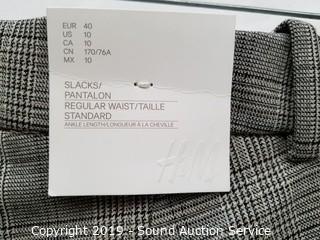 EUR 40
US 10
CA 10
CN 170/76A
MX 10
SLACKS/
PANTALON
REGULAR WAIST/TAILLE
STANDARD
ANKLE LENGTH/LONGUEUR À LA CHEVILLE
H&M
Copyright 2019 - Sound Auction Service